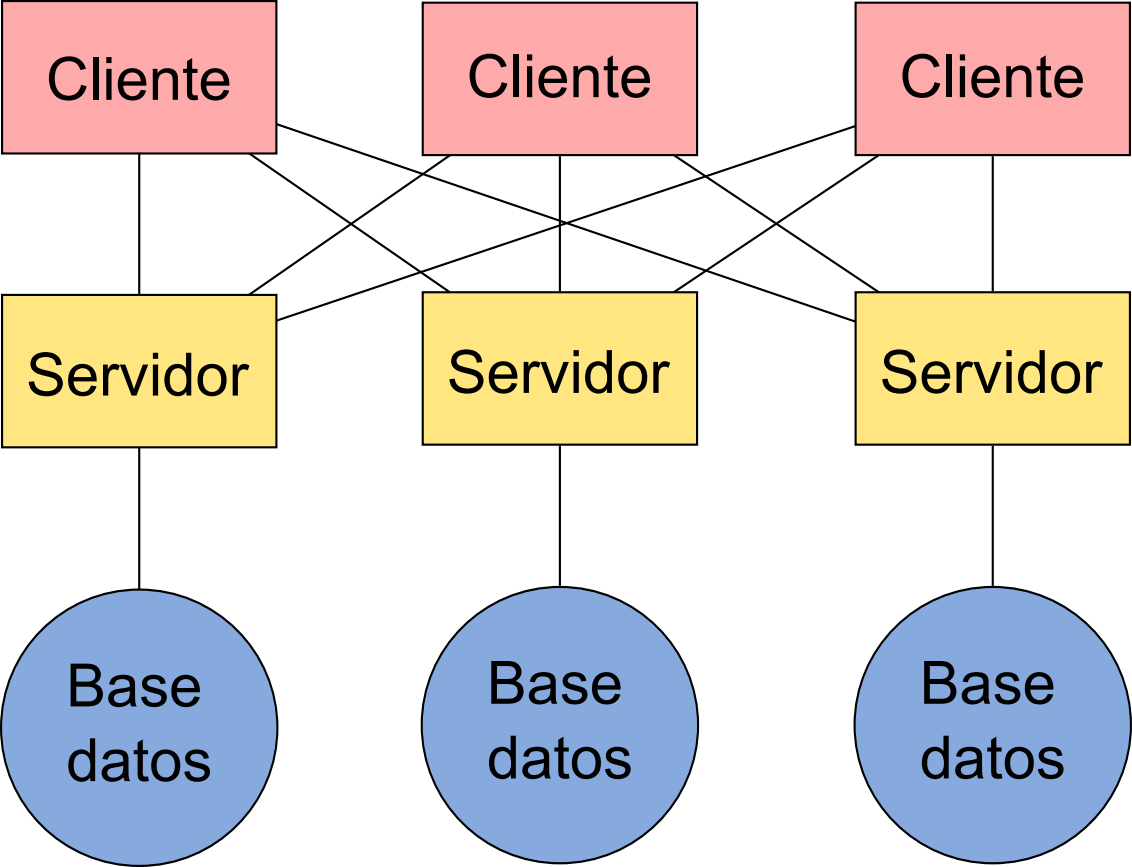 Cliente
Cliente
Cliente
Servidor
Servidor
Servidor
Base
datos
Base
datos
Base
datos